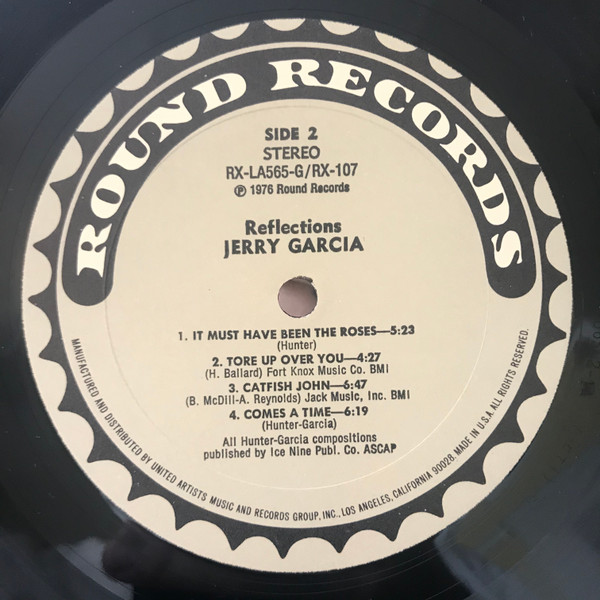 ROUND RECORDS
SIDE 2
STEREO
RX-LA565-G/RX-107
℗ 1976 Round Records
Reflections
JERRY GARCIA
1. IT MUST HAVE BEEN THE ROSES—5:23
(Hunter)
2. TORE UP OVER YOU—4:27
(H. Ballard) Fort Knox Music Co. BMI
3. CATFISH JOHN—6:47
(B. McDill-A. Reynolds) Jack Music, Inc. BMI
4. COMES A TIME—6:19
(Hunter-Garcia)
All Hunter-Garcia compositions
published by Ice Nine Publ. Co. ASCAP
MANUFACTURED AND DISTRIBUTED BY UNITED ARTISTS MUSIC AND RECORDS GROUP, INC., LOS ANGELES, CALIFORNIA 90028. MADE IN U.S.A. ALL RIGHTS RESERVED.